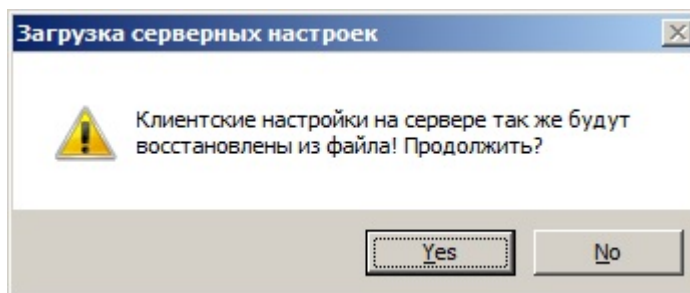 Загрузка серверных настроек
Клиентские настройки на сервере так же будут
восстановлены из файла! Продолжить?
Yes
No